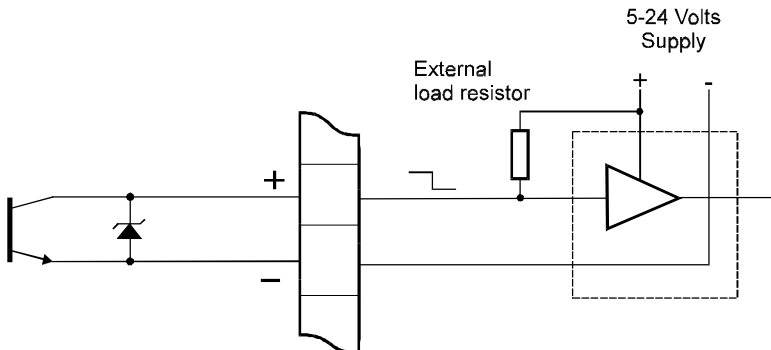 5-24 Volts
Supply
External
load resistor
+ -
+
−